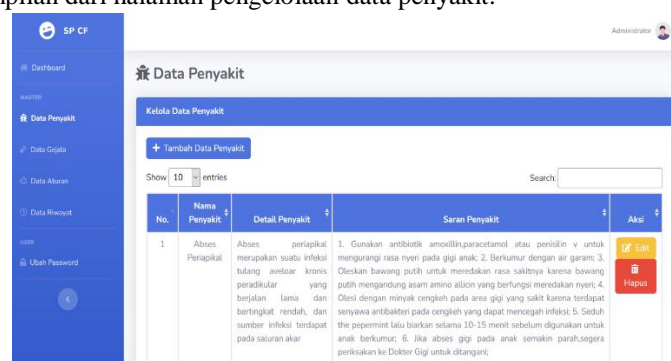 tampilan dari halaman pengelolaan data penyakit.
SP CF
Administrator
Dashboard
Data Penyakit
MASTER
Kelola Data Penyakit
Data Penyakit
Tambah Data Penyakit
Data Gejala
Show 10 entries
Search:
Data Aturan
No.
Nama Penyakit
Detail Penyakit
Saran Penyakit
Aksi
Data Riwayat
USER
Ubah Password
1
Abses Periapikal
Abses periapikal
merupakan suatu infeksi
tulang aveloar kronis
peradikular yang
berjalan lama dan
bertingkat rendah, dan
sumber infeksi terdapat
pada saluran akar
1. Gunakan antibiotik amoxillin,paracetamol atau penisilin v untuk
mengurangi rasa nyeri pada gigi anak; 2. Berkumur dengan air garam; 3.
Oleskan bawang putih untuk meredakan rasa sakitnya karena bawang
putih mengandung asam amino allicin yang berfungsi meredakan nyeri; 4.
Olesi dengan minyak cengkeh pada area gigi yang sakit karena terdapat
senyawa antibakteri pada cengkeh yang dapat mencegah infeksi; 5. Seduh
the pepermint lalu biarkan selama 10-15 menit sebelum digunakan untuk
anak berkumur; 6. Jika abses gigi pada anak semakin parah,segera
periksakan ke Dokter Gigi untuk ditangani;
Edit
Hapus